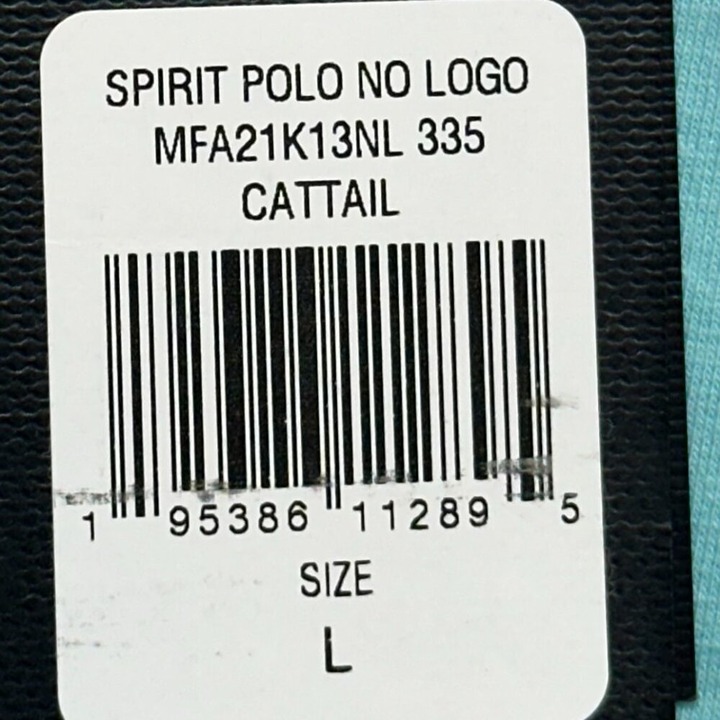 SPIRIT POLO NO LOGO
MFA21K13NL 335
CATTAIL
1 95386 11289 5
SIZE
L